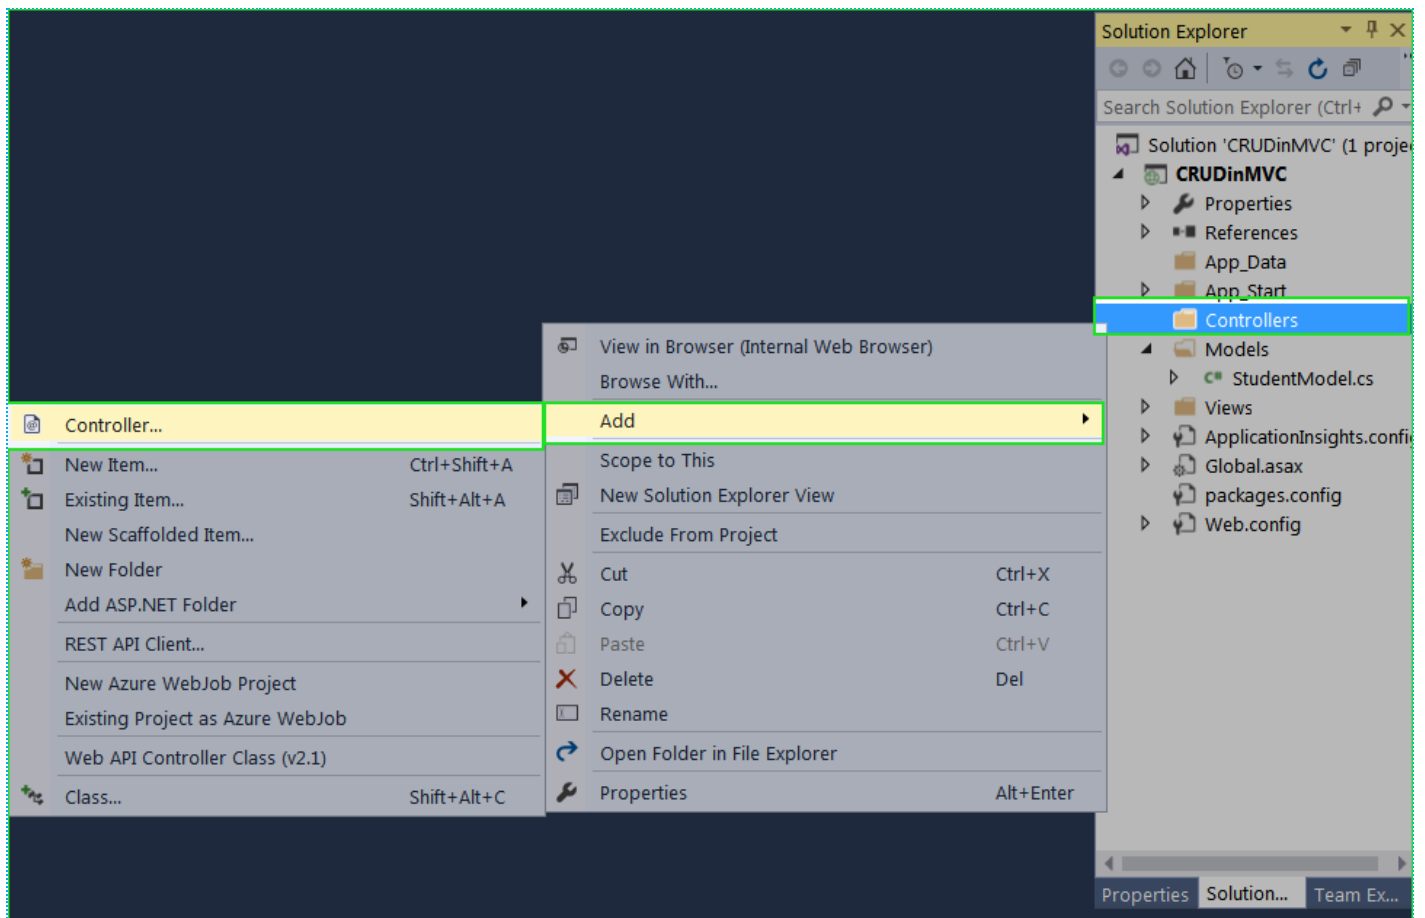 Solution Explorer
Search Solution Explorer (Ctrl+
Solution 'CRUDinMVC' (1 projec
CRUDinMVC
Properties
References
App_Data
App_Start
Controllers
Models
StudentModel.cs
Views
ApplicationInsights.config
Global.asax
packages.config
Web.config
View in Browser (Internal Web Browser)
Browse With...
Add
Scope to This
New Solution Explorer View
Exclude From Project
Cut Ctrl+X
Copy Ctrl+C
Paste Ctrl+V
Delete Del
Rename
Open Folder in File Explorer
Properties Alt+Enter
Controller...
New Item... Ctrl+Shift+A
Existing Item... Shift+Alt+A
New Scaffolded Item...
New Folder
Add ASP.NET Folder
REST API Client...
New Azure WebJob Project
Existing Project as Azure WebJob
Web API Controller Class (v2.1)
Class... Shift+Alt+C
Properties Solution... Team Ex...